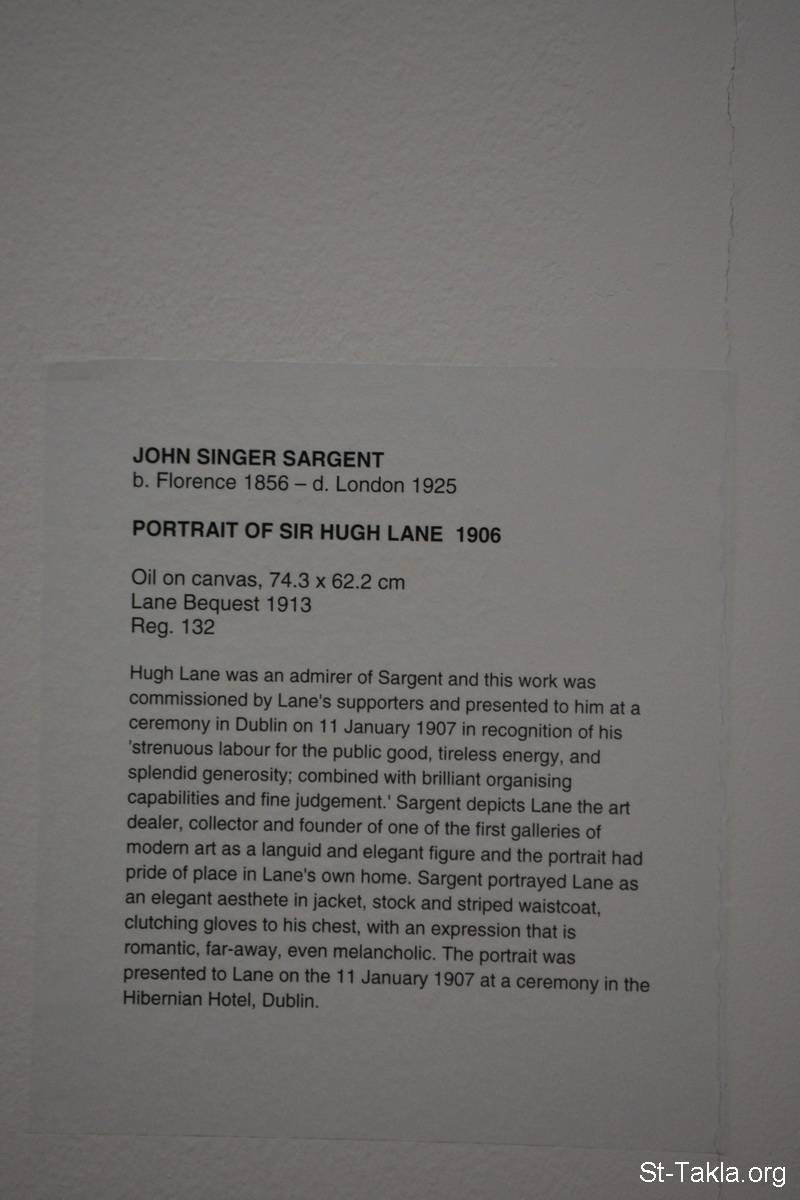 JOHN SINGER SARGENT
b. Florence 1856 – d. London 1925
PORTRAIT OF SIR HUGH LANE 1906
Oil on canvas, 74.3 x 62.2 cm
Lane Bequest 1913
Reg. 132
Hugh Lane was an admirer of Sargent and this work was
commissioned by Lane's supporters and presented to him at a
ceremony in Dublin on 11 January 1907 in recognition of his
'strenuous labour for the public good, tireless energy, and
splendid generosity; combined with brilliant organising
capabilities and fine judgement.' Sargent depicts Lane the art
dealer, collector and founder of one of the first galleries of
modern art as a languid and elegant figure and the portrait had
pride of place in Lane's own home. Sargent portrayed Lane as
an elegant aesthete in jacket, stock and striped waistcoat,
clutching gloves to his chest, with an expression that is
romantic, far-away, even melancholic. The portrait was
presented to Lane on the 11 January 1907 at a ceremony in the
Hibernian Hotel, Dublin.
St-Takla.org